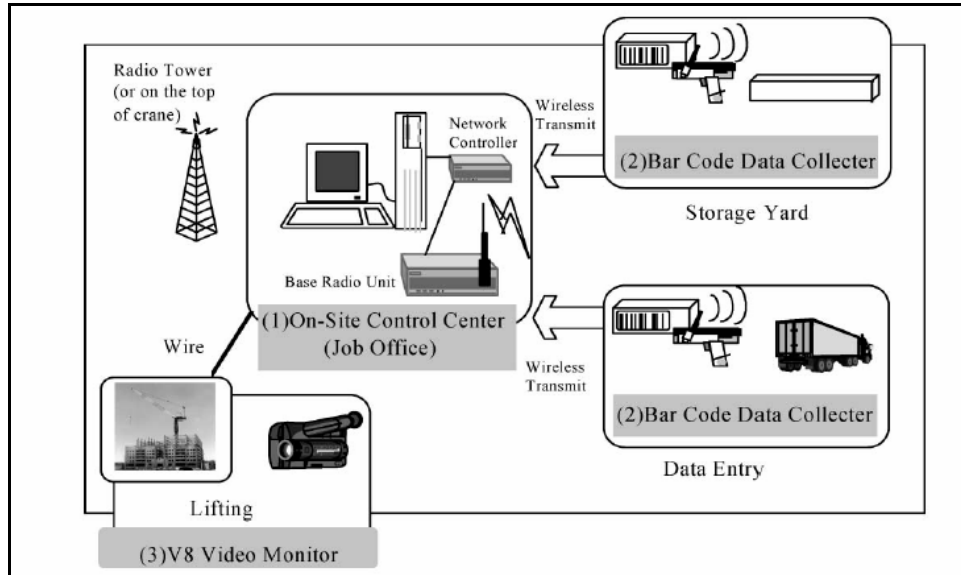 Radio Tower
(or on the top
of crane)
Network
Controller
Base Radio Unit
(1)On-Site Control Center
(Job Office)
Wireless
Transmit
(2)Bar Code Data Collecter
Storage Yard
Wireless
Transmit
(2)Bar Code Data Collecter
Data Entry
Wire
Lifting
(3)V8 Video Monitor